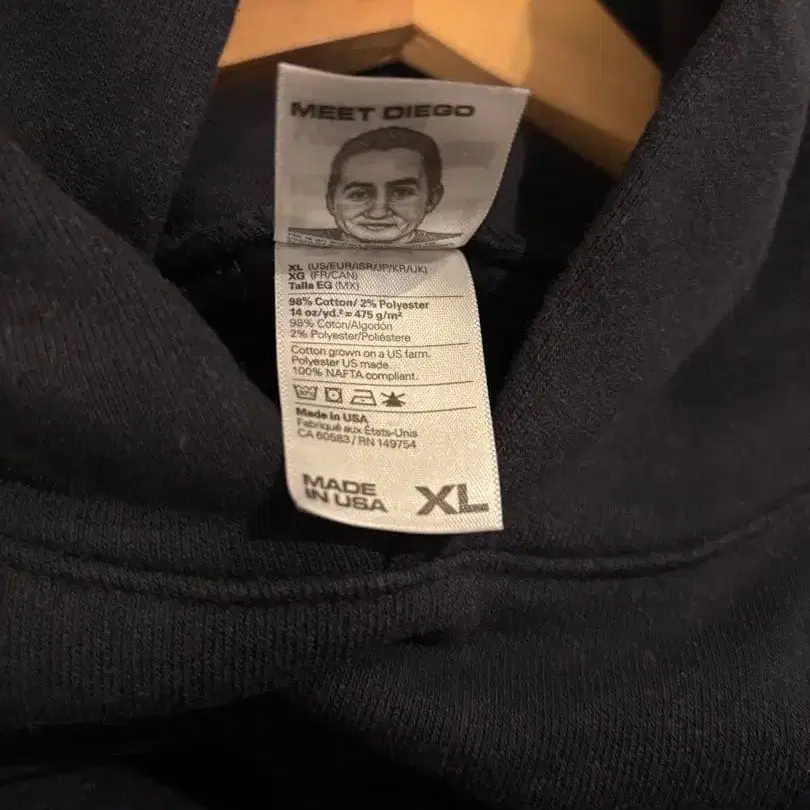 MEET DIEGO
XL (US/EUR/ISR/JP/KR/UK)
XG (FR/CAN)
Talla EG (MX)
98% Cotton/ 2% Polyester
14 oz/yd.² = 475 g/m²
98% Coton/Algodón
2% Polyester/Poliéstere
Cotton grown on a US farm.
Polyester US made.
100% NAFTA compliant.
Made in USA
Fabriqué aux États-Unis
CA 60583 / RN 149754
MADE
IN USA
XL